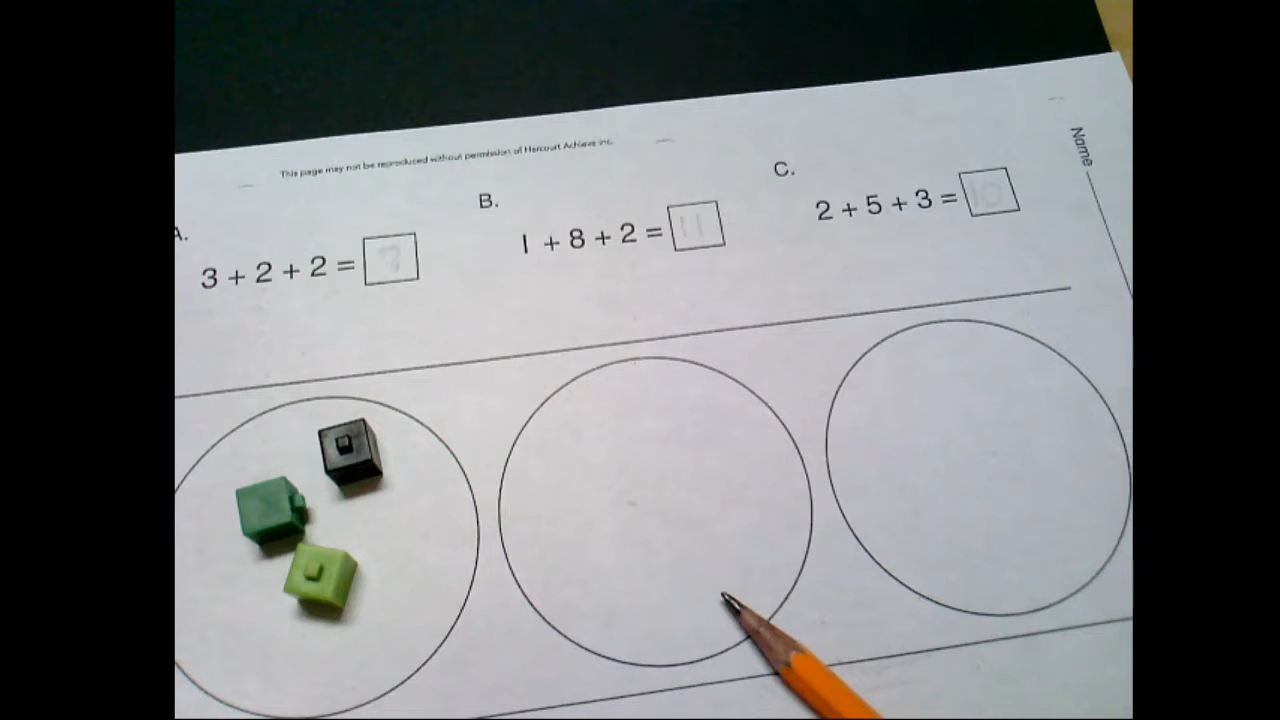 This page may not be reproduced without permission of Harcourt Achieve Inc.
Name
A.
3 + 2 + 2 = 7
B.
1 + 8 + 2 = 11
C.
2 + 5 + 3 = 10